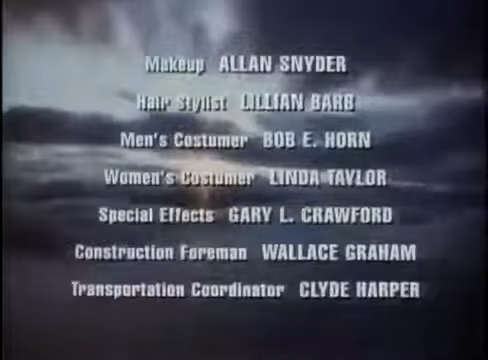 Makeup ALLAN SNYDER
Hair Stylist LILLIAN BARB
Men's Costumer BOB E. HORN
Women's Costumer LINDA TAYLOR
Special Effects GARY L. CRAWFORD
Construction Foreman WALLACE GRAHAM
Transportation Coordinator CLYDE HARPER